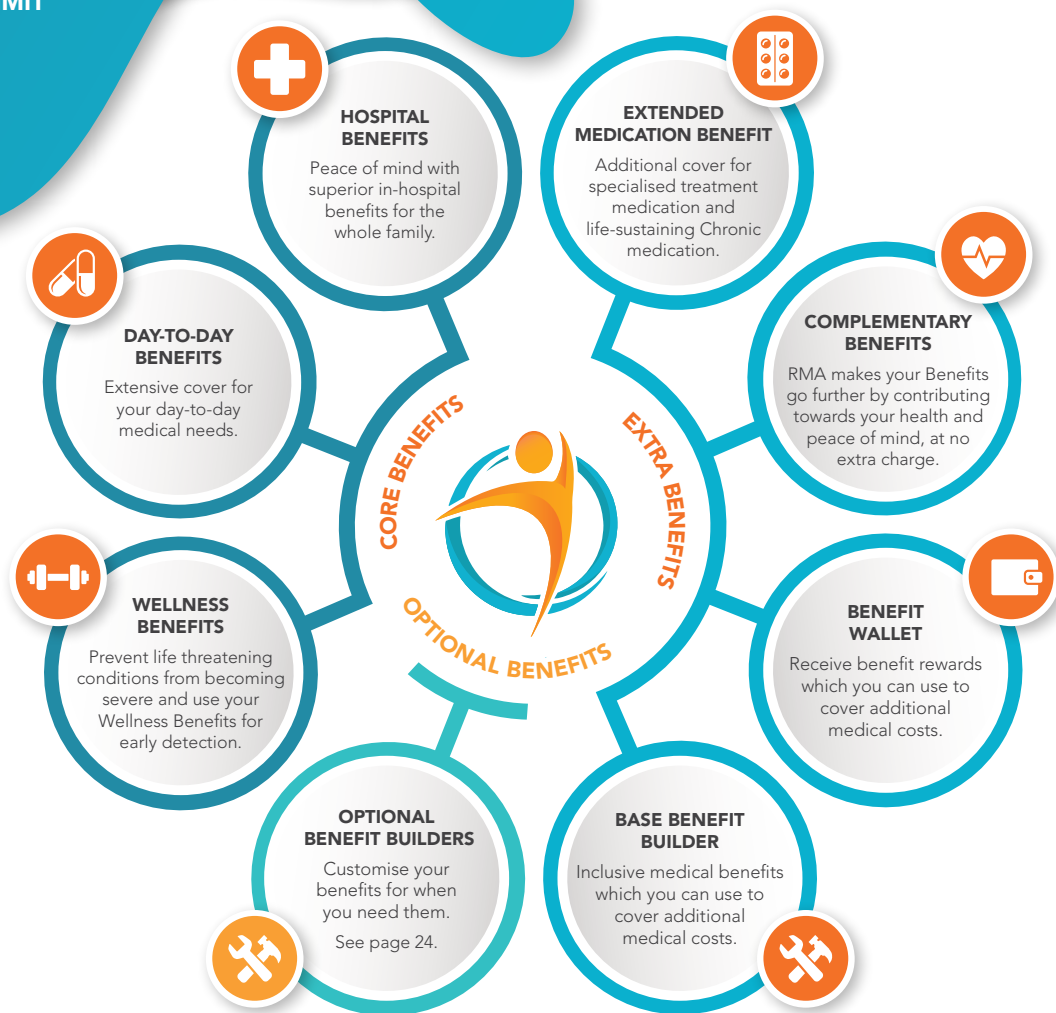 HOSPITAL
BENEFITS
Peace of mind with
superior in-hospital
benefits for the
whole family.
EXTENDED
MEDICATION BENEFIT
Additional cover for
specialised treatment
medication and
life-sustaining Chronic
medication.
DAY-TO-DAY
BENEFITS
Extensive cover for
your day-to-day
medical needs.
COMPLEMENTARY
BENEFITS
RMA makes your Benefits
go further by contributing
towards your health and
peace of mind, at no
extra charge.
CORE BENEFITS
EXTRA BENEFITS
OPTIONAL BENEFITS
WELLNESS
BENEFITS
Prevent life threatening
conditions from becoming
severe and use your
Wellness Benefits for
early detection.
BENEFIT
WALLET
Receive benefit rewards
which you can use to
cover additional
medical costs.
OPTIONAL
BENEFIT BUILDERS
Customise your
benefits for when
you need them.
See page 24.
BASE BENEFIT
BUILDER
Inclusive medical benefits
which you can use to
cover additional
medical costs.